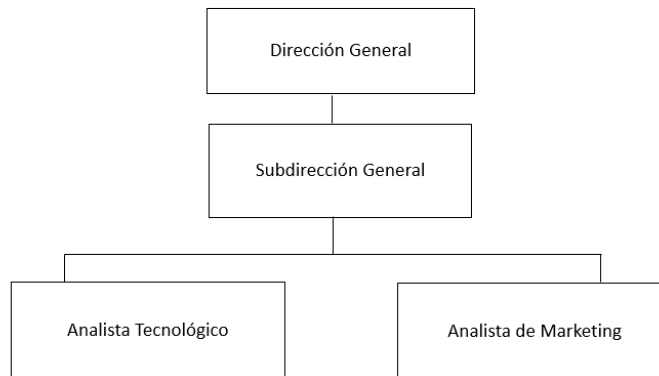 Dirección General
Subdirección General
Analista Tecnológico
Analista de Marketing